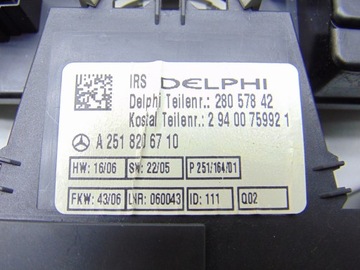 IRS DELPHI
Delphi Teilenr.: 280 578 42
Kostal Teilenr.: 2 94 00 75992 1
A 251 820 67 10
HW: 16/06 SW: 22/05 P 251/164/01
FKW: 43/06 LNR: 060043 ID: 111 Q02